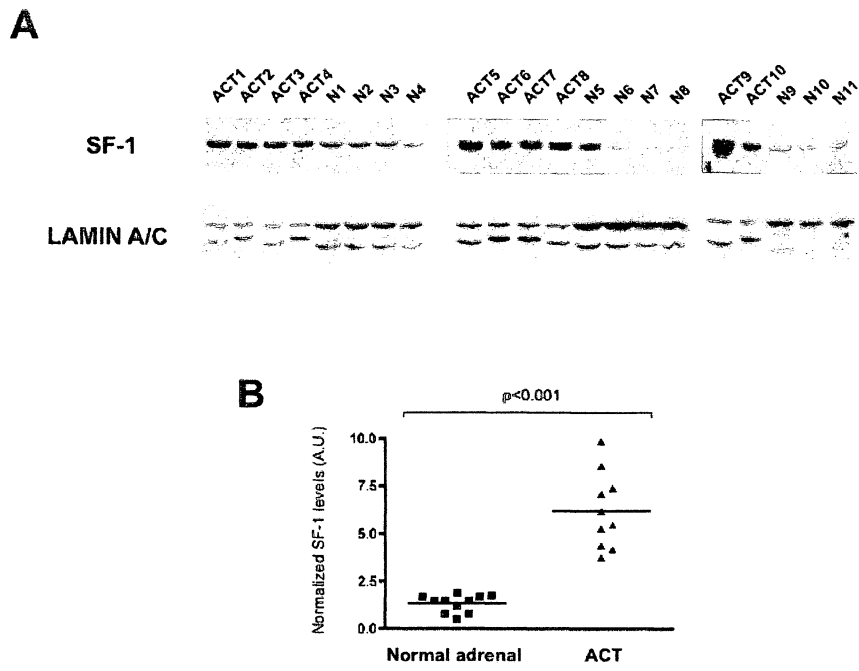 A
ACT1 ACT2 ACT3 ACT4 N1 N2 N3 N4 ACT5 ACT6 ACT7 ACT8 N5 N6 N7 N8 ACT9 ACT10 N9 N10 N11
SF-1
LAMIN A/C
B
p<0.001
Normalized SF-1 levels (A.U.)
10.0
7.5
5.0
2.5
0.0
Normal adrenal ACT